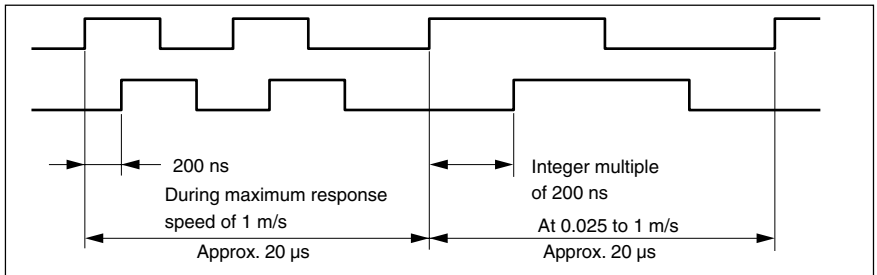 200 ns
During maximum response
speed of 1 m/s
Approx. 20 µs
Integer multiple
of 200 ns
At 0.025 to 1 m/s
Approx. 20 µs